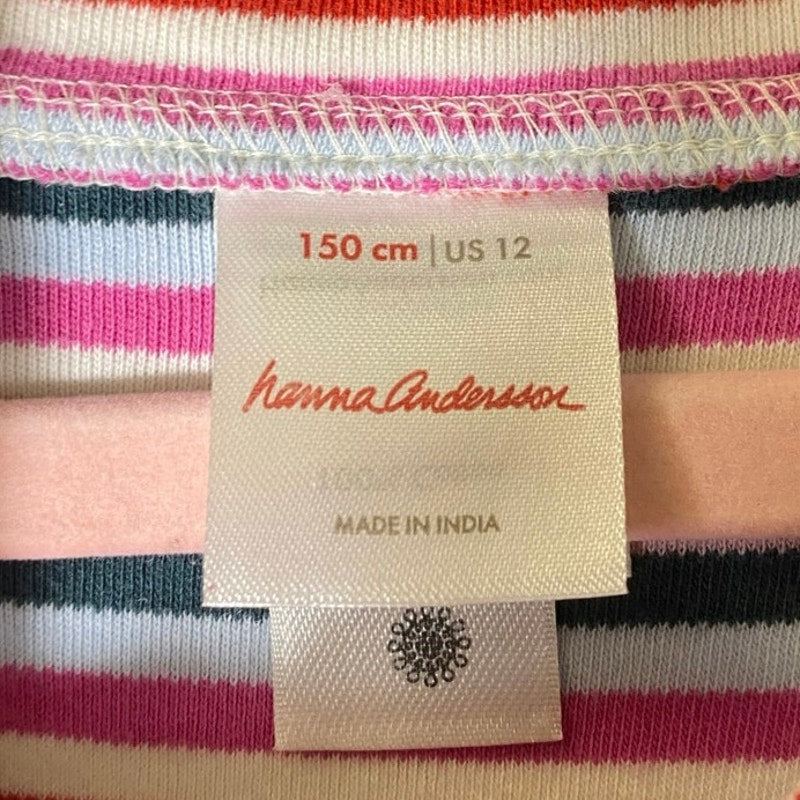 150 cm | US 12
hanna Andersson
MADE IN INDIA